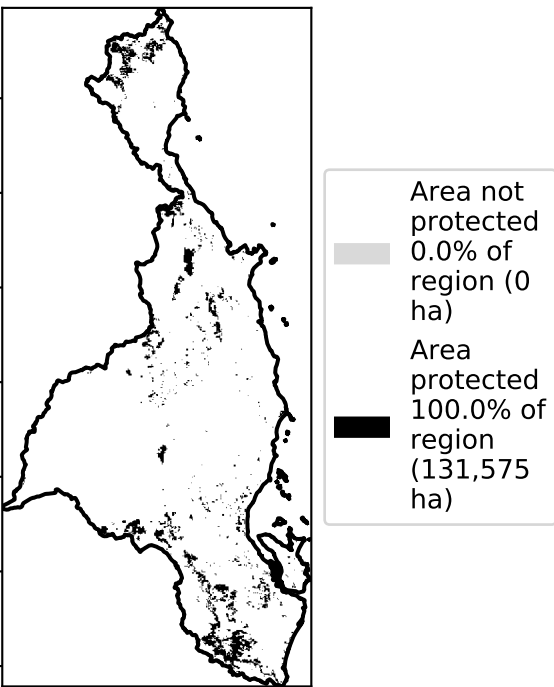 Area not
protected
0.0% of
region (0
ha)
Area
protected
100.0% of
region
(131,575
ha)